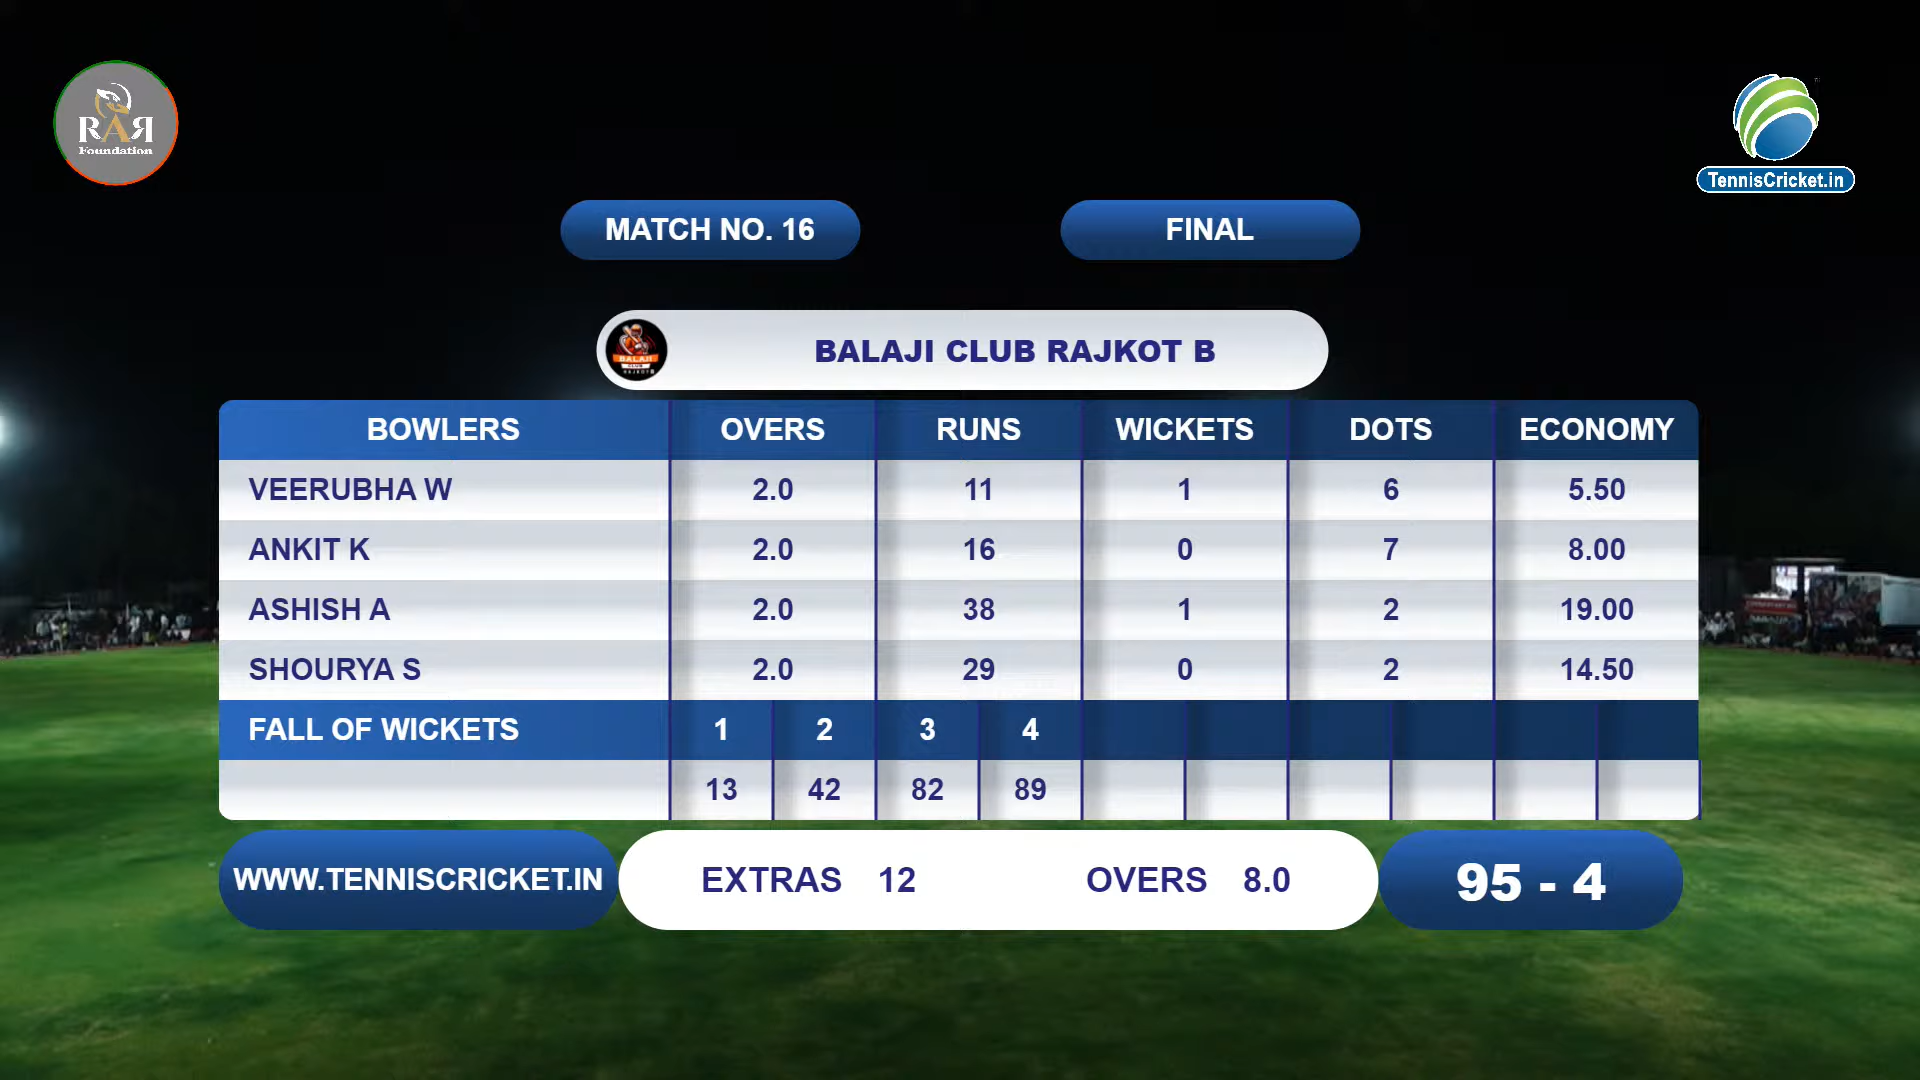 RAR
Foundation
TennisCricket.in
MATCH NO. 16
FINAL
BALAJI
CLUB
RAJKOT B
BALAJI CLUB RAJKOT B
BOWLERS OVERS RUNS WICKETS DOTS ECONOMY
VEERUBHA W 2.0 11 1 6 5.50
ANKIT K 2.0 16 0 7 8.00
ASHISH A 2.0 38 1 2 19.00
SHOURYA S 2.0 29 0 2 14.50
FALL OF WICKETS 1 2 3 4
13 42 82 89
WWW.TENNISCRICKET.IN
EXTRAS 12 OVERS 8.0
95 - 4